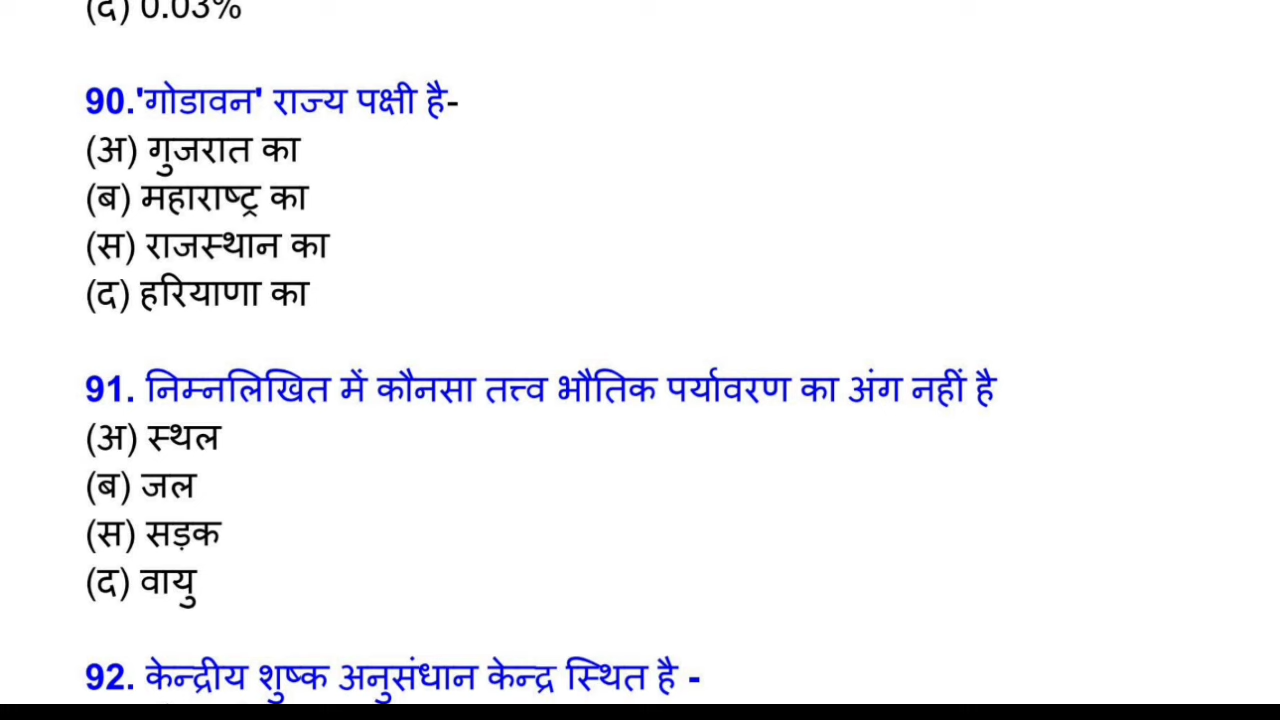 (द) 0.03%
90.'गोडावन' राज्य पक्षी है-
(अ) गुजरात का
(ब) महाराष्ट्र का
(स) राजस्थान का
(द) हरियाणा का
91. निम्नलिखित में कौनसा तत्त्व भौतिक पर्यावरण का अंग नहीं है
(अ) स्थल
(ब) जल
(स) सड़क
(द) वायु
92. केन्द्रीय शुष्क अनुसंधान केन्द्र स्थित है -